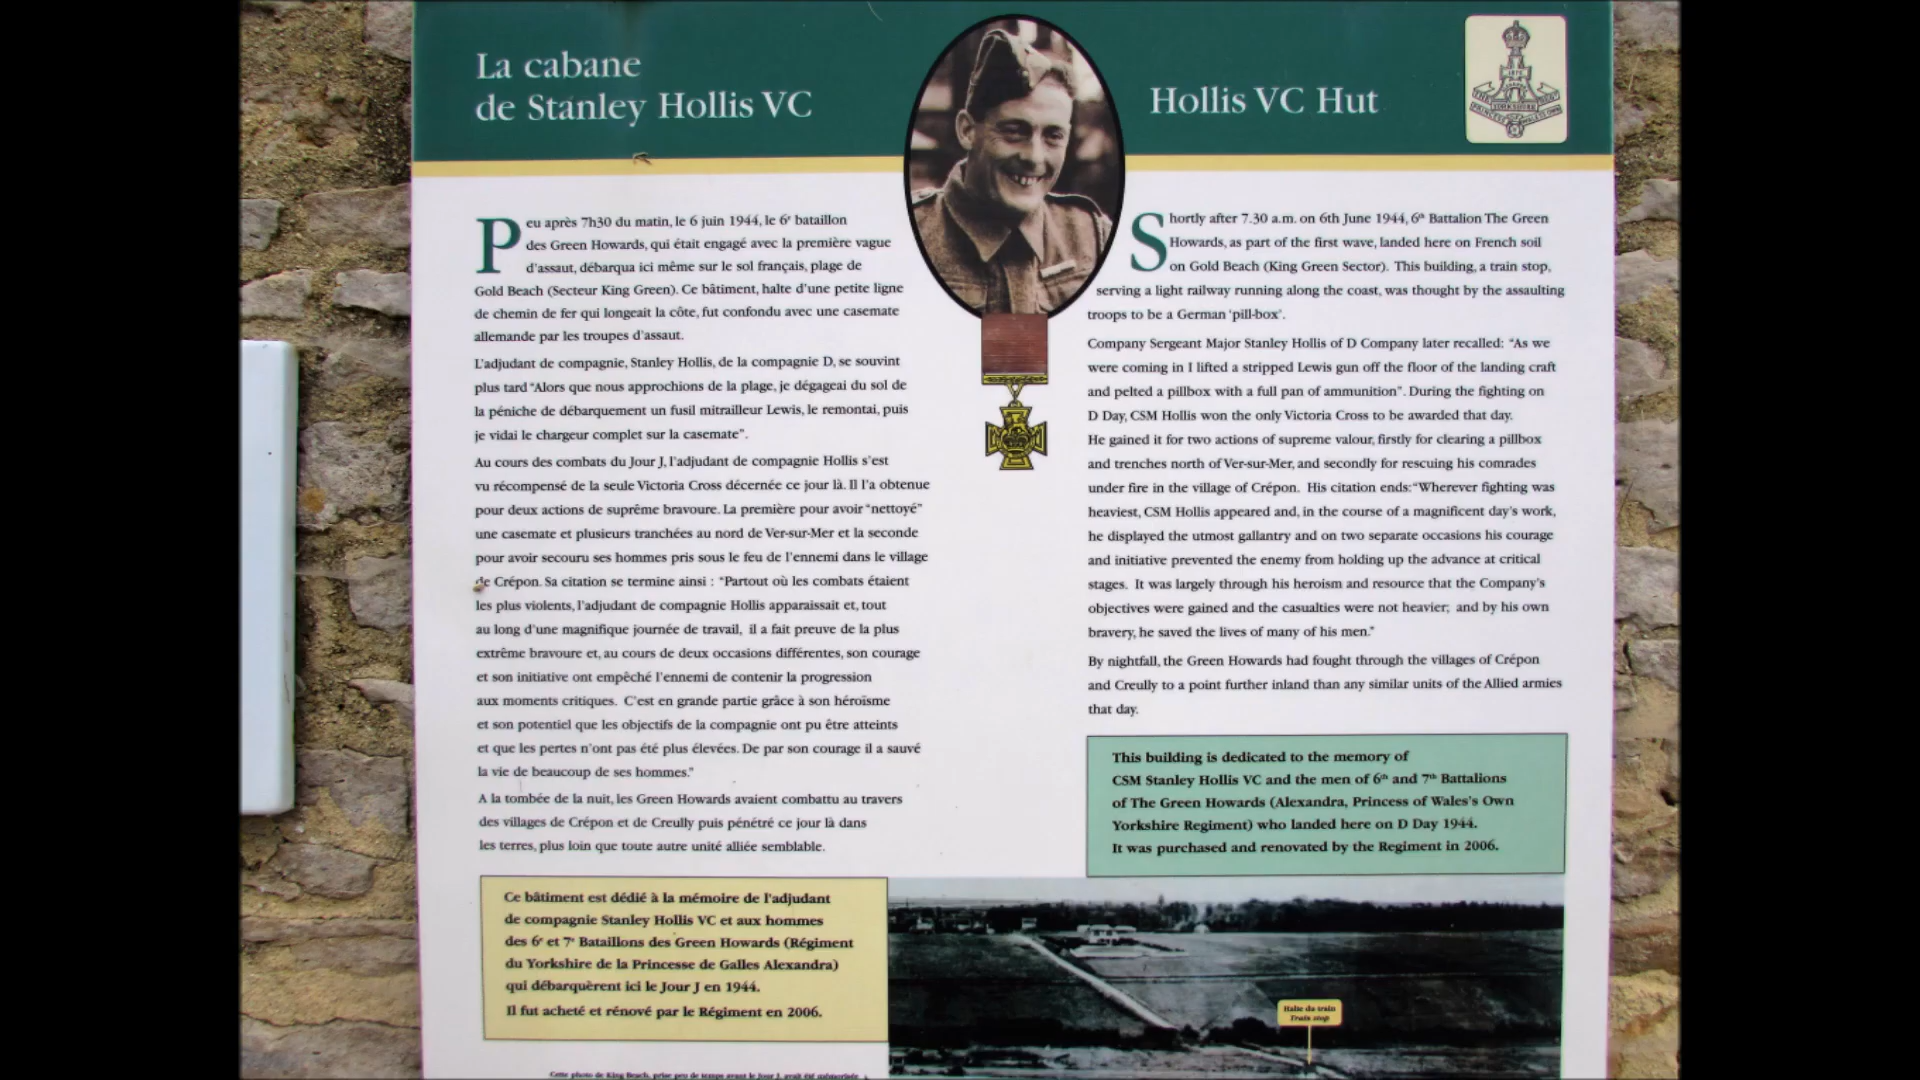 La cabane
de Stanley Hollis VC
Hollis VC Hut
Peu après 7h30 du matin, le 6 juin 1944, le 6e bataillon
des Green Howards, qui était engagé avec la première vague
d'assaut, débarqua ici même sur le sol français, plage de
Gold Beach (Secteur King Green). Ce bâtiment, halte d'une petite ligne
de chemin de fer qui longeait la côte, fut confondu avec une casemate
allemande par les troupes d'assaut.
L'adjudant de compagnie, Stanley Hollis, de la compagnie D, se souvint
plus tard "Alors que nous approchions de la plage, je dégageai du sol de
la péniche de débarquement un fusil mitrailleur Lewis, le remontai, puis
je vidai le chargeur complet sur la casemate".
Au cours des combats du Jour J, l'adjudant de compagnie Hollis s'est
vu récompensé de la seule Victoria Cross décernée ce jour là. Il l'a obtenue
pour deux actions de suprême bravoure. La première pour avoir "nettoyé"
une casemate et plusieurs tranchées au nord de Ver-sur-Mer et la seconde
pour avoir secouru ses hommes pris sous le feu de l'ennemi dans le village
de Crépon. Sa citation se termine ainsi : "Partout où les combats étaient
les plus violents, l'adjudant de compagnie Hollis apparaissait et, tout
au long d'une magnifique journée de travail, il a fait preuve de la plus
extrême bravoure et, au cours de deux occasions différentes, son courage
et son initiative ont empêché l'ennemi de contenir la progression
aux moments critiques. C'est en grande partie grâce à son héroïsme
et son potentiel que les objectifs de la compagnie ont pu être atteints
et que les pertes n'ont pas été plus élevées. De par son courage il a sauvé
la vie de beaucoup de ses hommes."
A la tombée de la nuit, les Green Howards avaient combattu au travers
des villages de Crépon et de Creully puis pénétré ce jour là dans
les terres, plus loin que toute autre unité alliée semblable.
Ce bâtiment est dédié à la mémoire de l'adjudant
de compagnie Stanley Hollis VC et aux hommes
des 6e et 7e Bataillons des Green Howards (Régiment
du Yorkshire de la Princesse de Galles Alexandra)
qui débarquèrent ici le Jour J en 1944.
Il fut acheté et rénové par le Régiment en 2006.
Shortly after 7.30 a.m. on 6th June 1944, 6th Battalion The Green
Howards, as part of the first wave, landed here on French soil
on Gold Beach (King Green Sector). This building, a train stop,
serving a light railway running along the coast, was thought by the assaulting
troops to be a German 'pill-box'.
Company Sergeant Major Stanley Hollis of D Company later recalled: "As we
were coming in I lifted a stripped Lewis gun off the floor of the landing craft
and pelted a pillbox with a full pan of ammunition". During the fighting on
D Day, CSM Hollis won the only Victoria Cross to be awarded that day.
He gained it for two actions of supreme valour, firstly for clearing a pillbox
and trenches north of Ver-sur-Mer, and secondly for rescuing his comrades
under fire in the village of Crépon. His citation ends: "Wherever fighting was
heaviest, CSM Hollis appeared and, in the course of a magnificent day's work,
he displayed the utmost gallantry and on two separate occasions his courage
and initiative prevented the enemy from holding up the advance at critical
stages. It was largely through his heroism and resource that the Company's
objectives were gained and the casualties were not heavier; and by his own
bravery, he saved the lives of many of his men."
By nightfall, the Green Howards had fought through the villages of Crépon
and Creully to a point further inland than any similar units of the Allied armies
that day.
This building is dedicated to the memory of
CSM Stanley Hollis VC and the men of 6th and 7th Battalions
of The Green Howards (Alexandra, Princess of Wales's Own
Yorkshire Regiment) who landed here on D Day 1944.
It was purchased and renovated by the Regiment in 2006.
Halte du train
Train stop
Cette photo de King Beach, prise peu de temps avant le Jour J, avait été